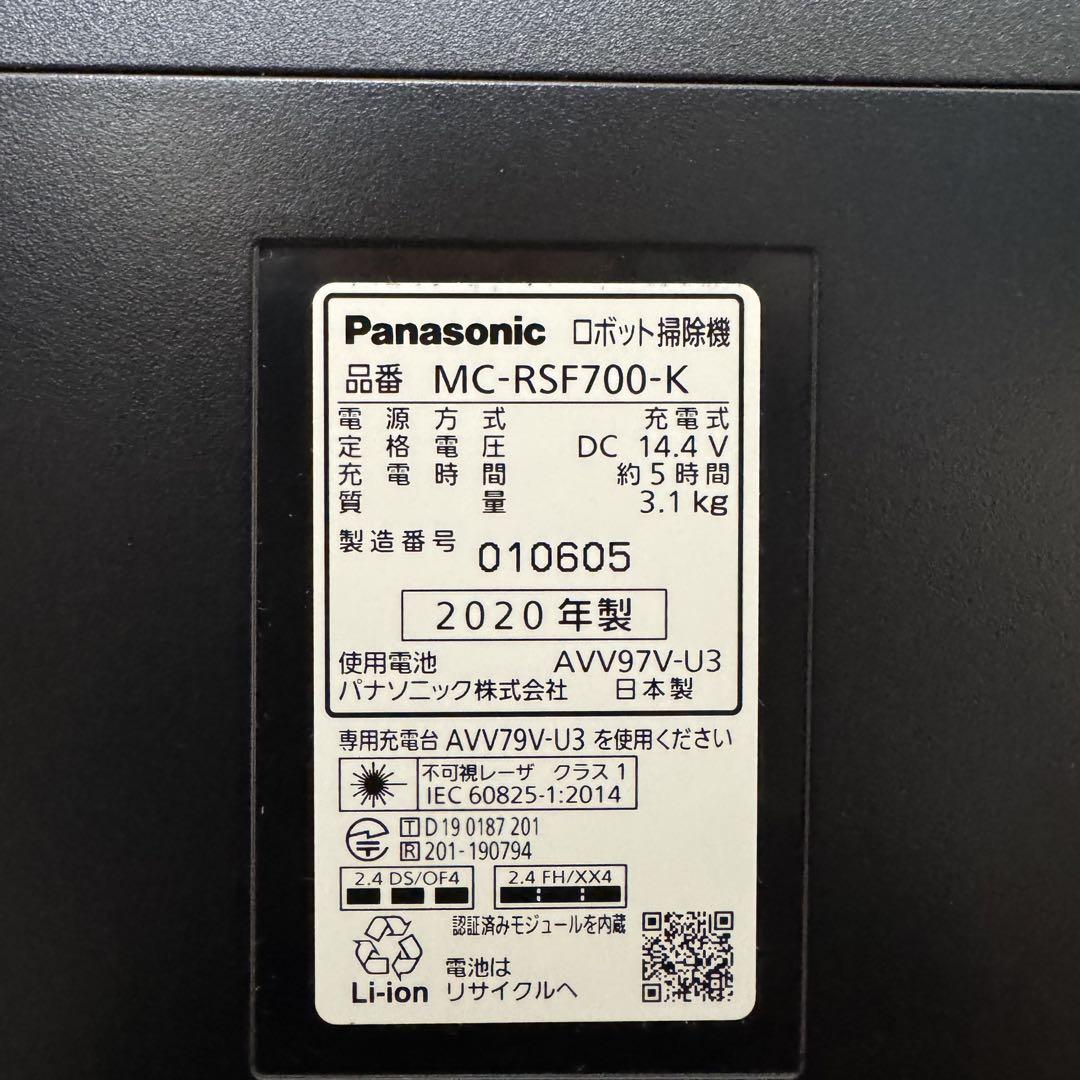 Panasonic ロボット掃除機
品番 MC-RSF700-K
電源方式 充電式
定格電圧 DC 14.4 V
充電時間 約5時間
質量 3.1 kg
製造番号 010605
2020年製
使用電池 AVV97V-U3
パナソニック株式会社 日本製
専用充電台 AVV79V-U3 を使用ください
不可視レーザ クラス1
IEC 60825-1:2014
T D 19 0187 201
R 201-190794
2.4 DS/OF4 2.4 FH/XX4
認証済みモジュールを内蔵
電池は
Li-ion リサイクルへ